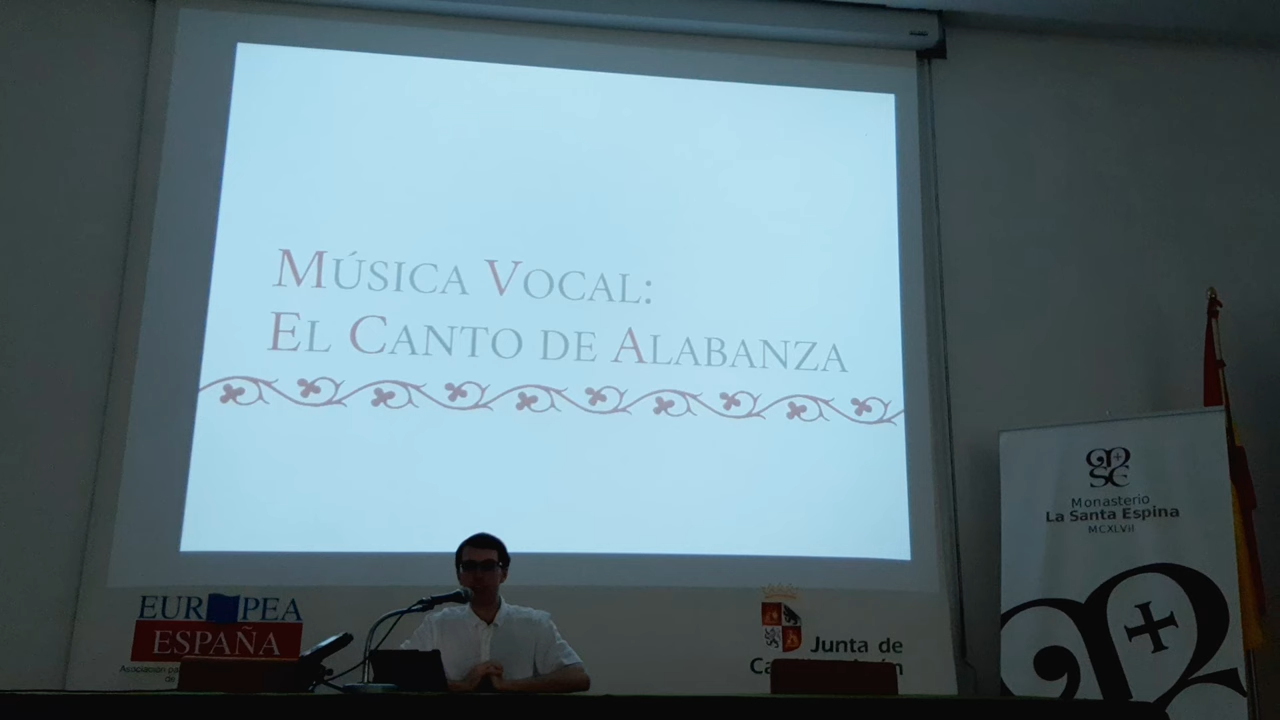 MÚSICA VOCAL:
EL CANTO DE ALABANZA
EUROPEA
ESPAÑA
Junta de
Monasterio
La Santa Espina
MCXLVII